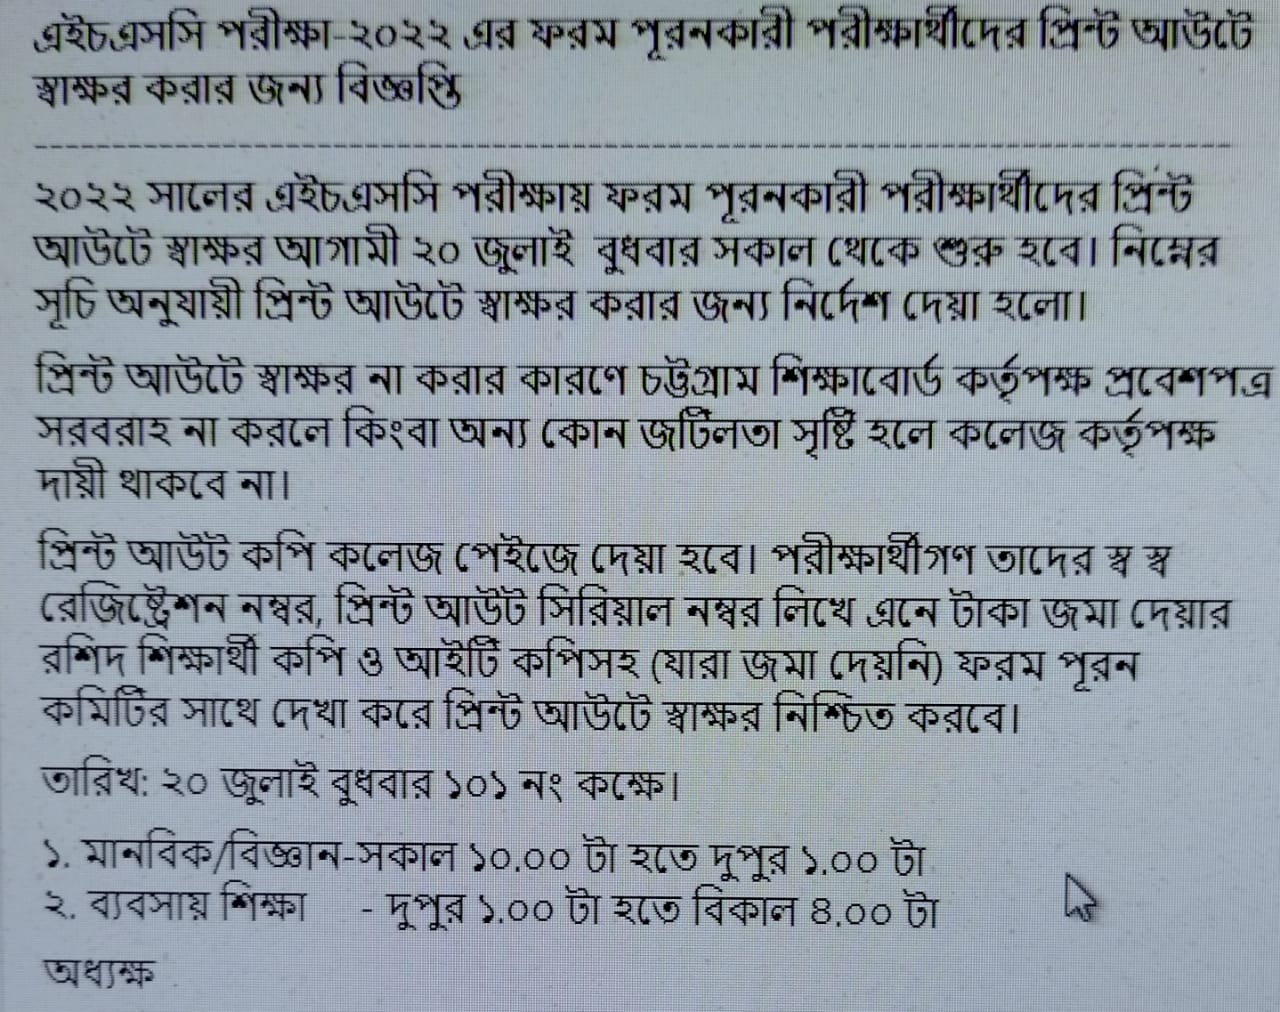 এইচএসসি পরীক্ষা-২০২২ এর ফরম পূরনকারী পরীক্ষার্থীদের প্রিন্ট আউটে
স্বাক্ষর করার জন্য বিজ্ঞপ্তি
২০২২ সালের এইচএসসি পরীক্ষায় ফরম পূরনকারী পরীক্ষার্থীদের প্রিন্ট
আউটে স্বাক্ষর আগামী ২০ জুলাই বুধবার সকাল থেকে শুরু হবে। নিম্নের
সূচি অনুযায়ী প্রিন্ট আউটে স্বাক্ষর করার জন্য নির্দেশ দেয়া হলো।
প্রিন্ট আউটে স্বাক্ষর না করার কারণে চট্টগ্রাম শিক্ষাবোর্ড কর্তৃপক্ষ প্রবেশপত্র
সরবরাহ না করলে কিংবা অন্য কোন জটিলতা সৃষ্টি হলে কলেজ কর্তৃপক্ষ
দায়ী থাকবে না।
প্রিন্ট আউট কপি কলেজ পেইজে দেয়া হবে। পরীক্ষার্থীগণ তাদের স্ব স্ব
রেজিষ্ট্রেশন নম্বর, প্রিন্ট আউট সিরিয়াল নম্বর লিখে এনে টাকা জমা দেয়ার
রশিদ শিক্ষার্থী কপি ও আইটি কপিসহ (যারা জমা দেয়নি) ফরম পূরন
কমিটির সাথে দেখা করে প্রিন্ট আউটে স্বাক্ষর নিশ্চিত করবে।
তারিখ: ২০ জুলাই বুধবার ১০১ নং কক্ষে।
১. মানবিক/বিজ্ঞান-সকাল ১০.০০ টা হতে দুপুর ১.০০ টা
২. ব্যবসায় শিক্ষা - দুপুর ১.০০ টা হতে বিকাল ৪.০০ টা
অধ্যক্ষ